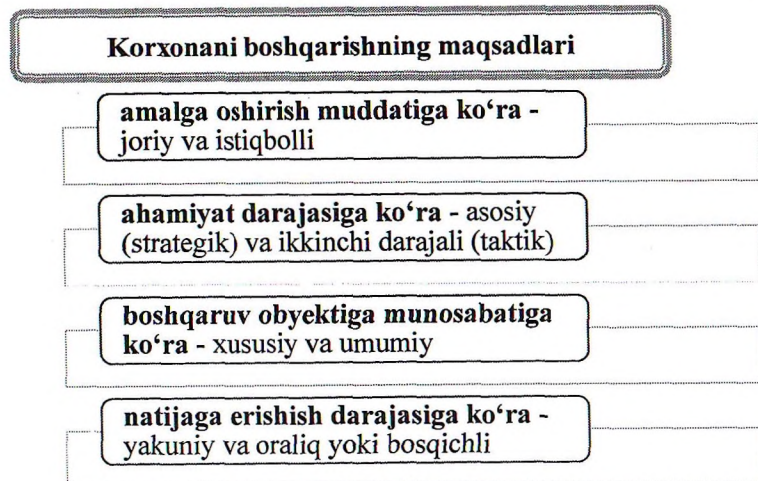 Korxonani boshqarishning maqsadlari
amalga oshirish muddatiga ko‘ra -
joriy va istiqbolli
ahamiyat darajasiga ko‘ra - asosiy
(strategik) va ikkinchi darajali (taktik)
boshqaruv obyektiga munosabatiga
ko‘ra - xususiy va umumiy
natijaga erishish darajasiga ko‘ra -
yakuniy va oraliq yoki bosqichli